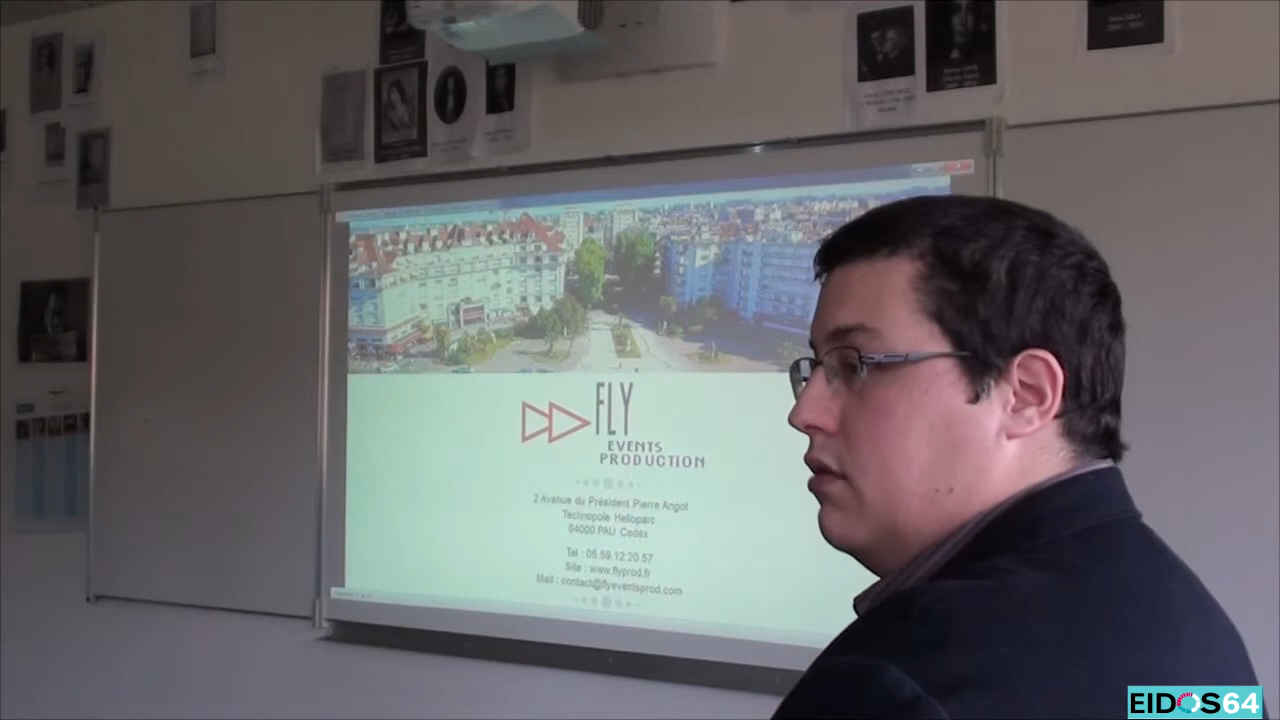 FLY
EVENTS
PRODUCTION
2 Avenue du Président Pierre Angot
Technopole Helioparc
64000 PAU Cedex
Tel : 05.59.12.20.57
Site : www.flyprod.fr
Mail : contact@flyeventsprod.com
EIDOS64